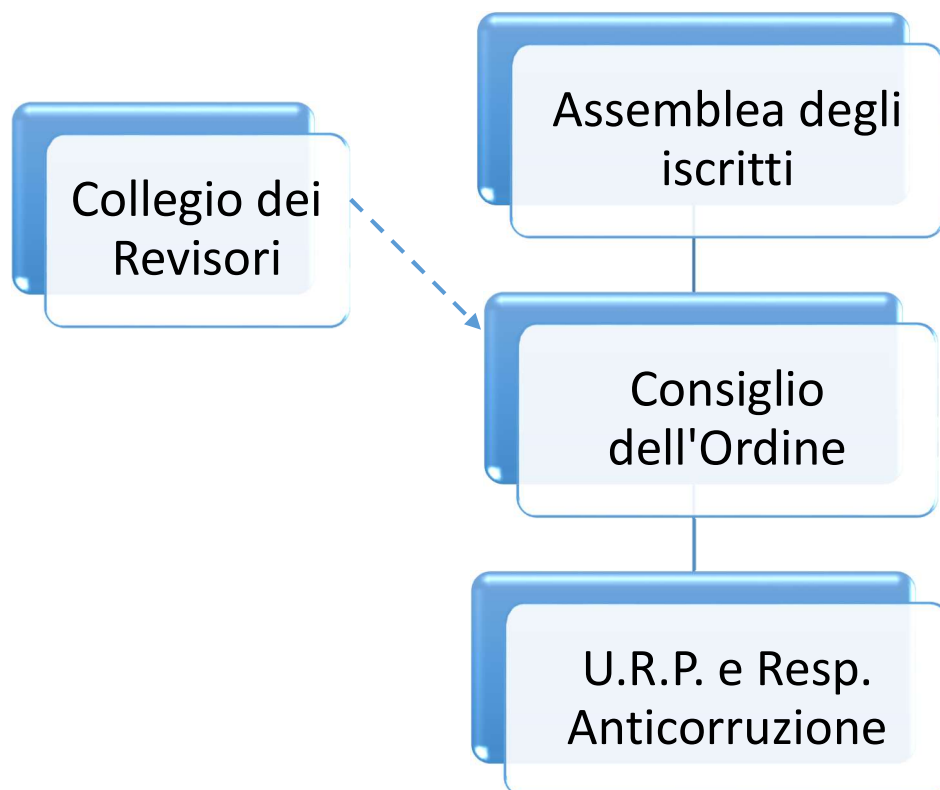 Assemblea degli
iscritti
Collegio dei
Revisori
Consiglio
dell'Ordine
U.R.P. e Resp.
Anticorruzione